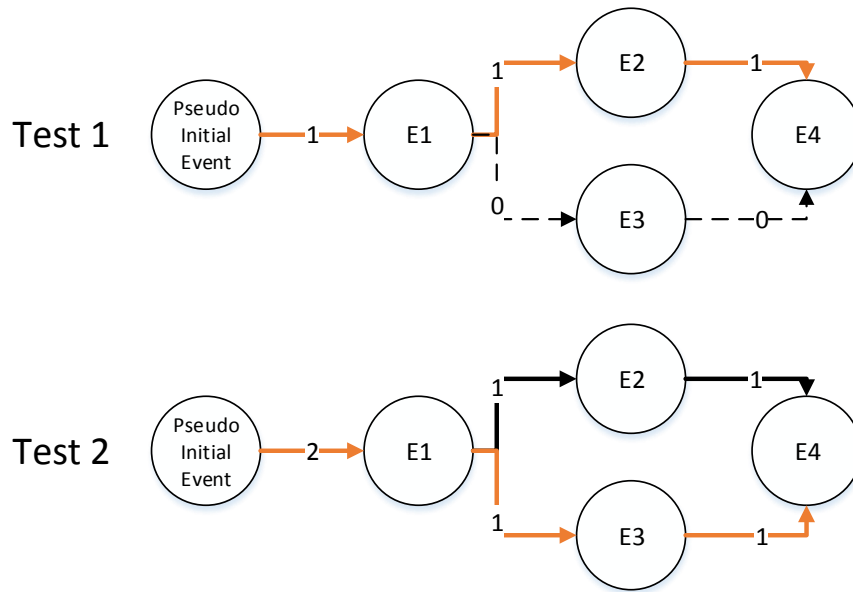 Test 1
Pseudo
Initial
Event
1
E1
1
0
E2
E3
1
0
E4
Test 2
Pseudo
Initial
Event
2
E1
1
1
E2
E3
1
1
E4